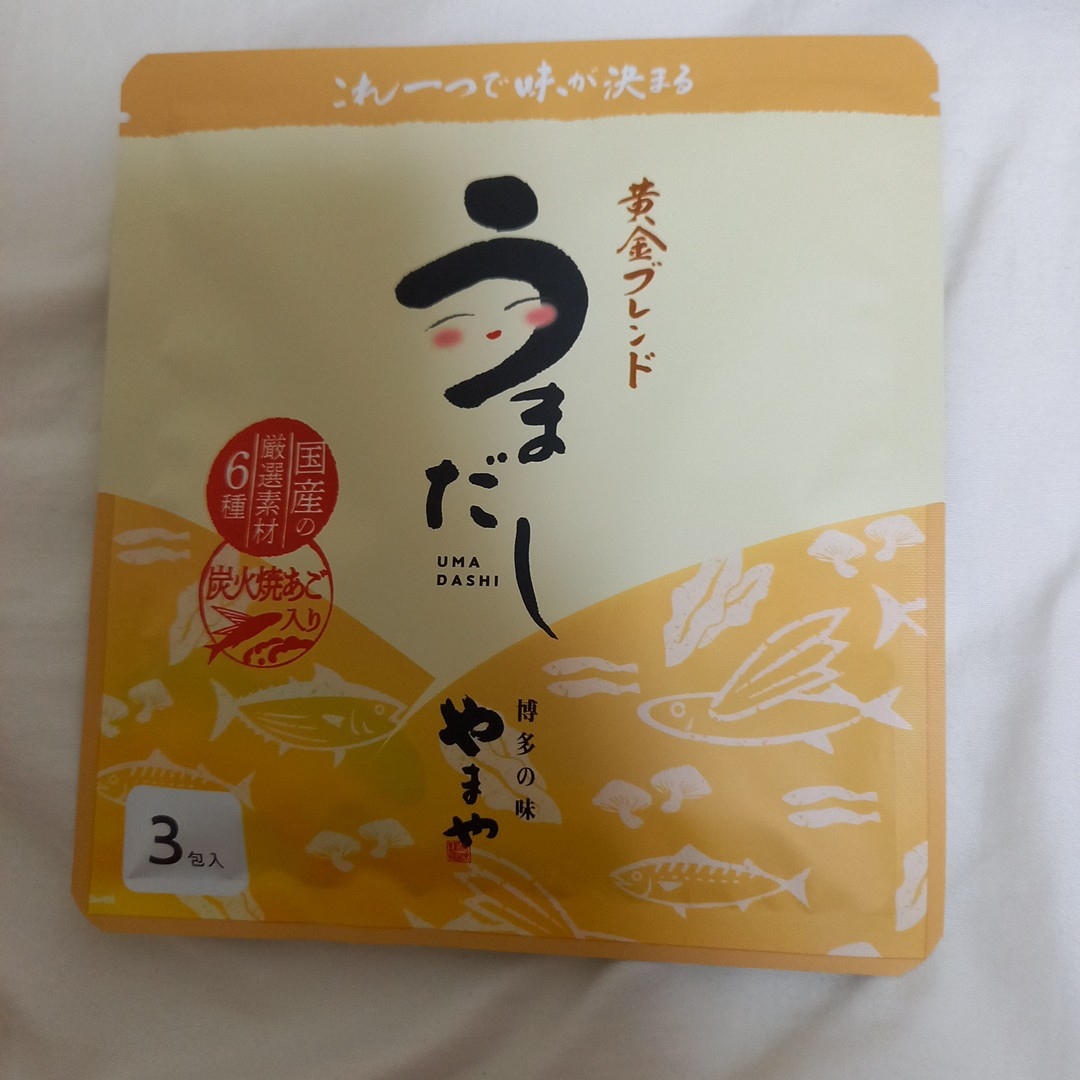 これ一つで味が決まる
黄金ブレンド
うまだし
UMA
DASHI
国産の
厳選素材
6種
炭火焼あご
入り
博多の味
やまや
3包入